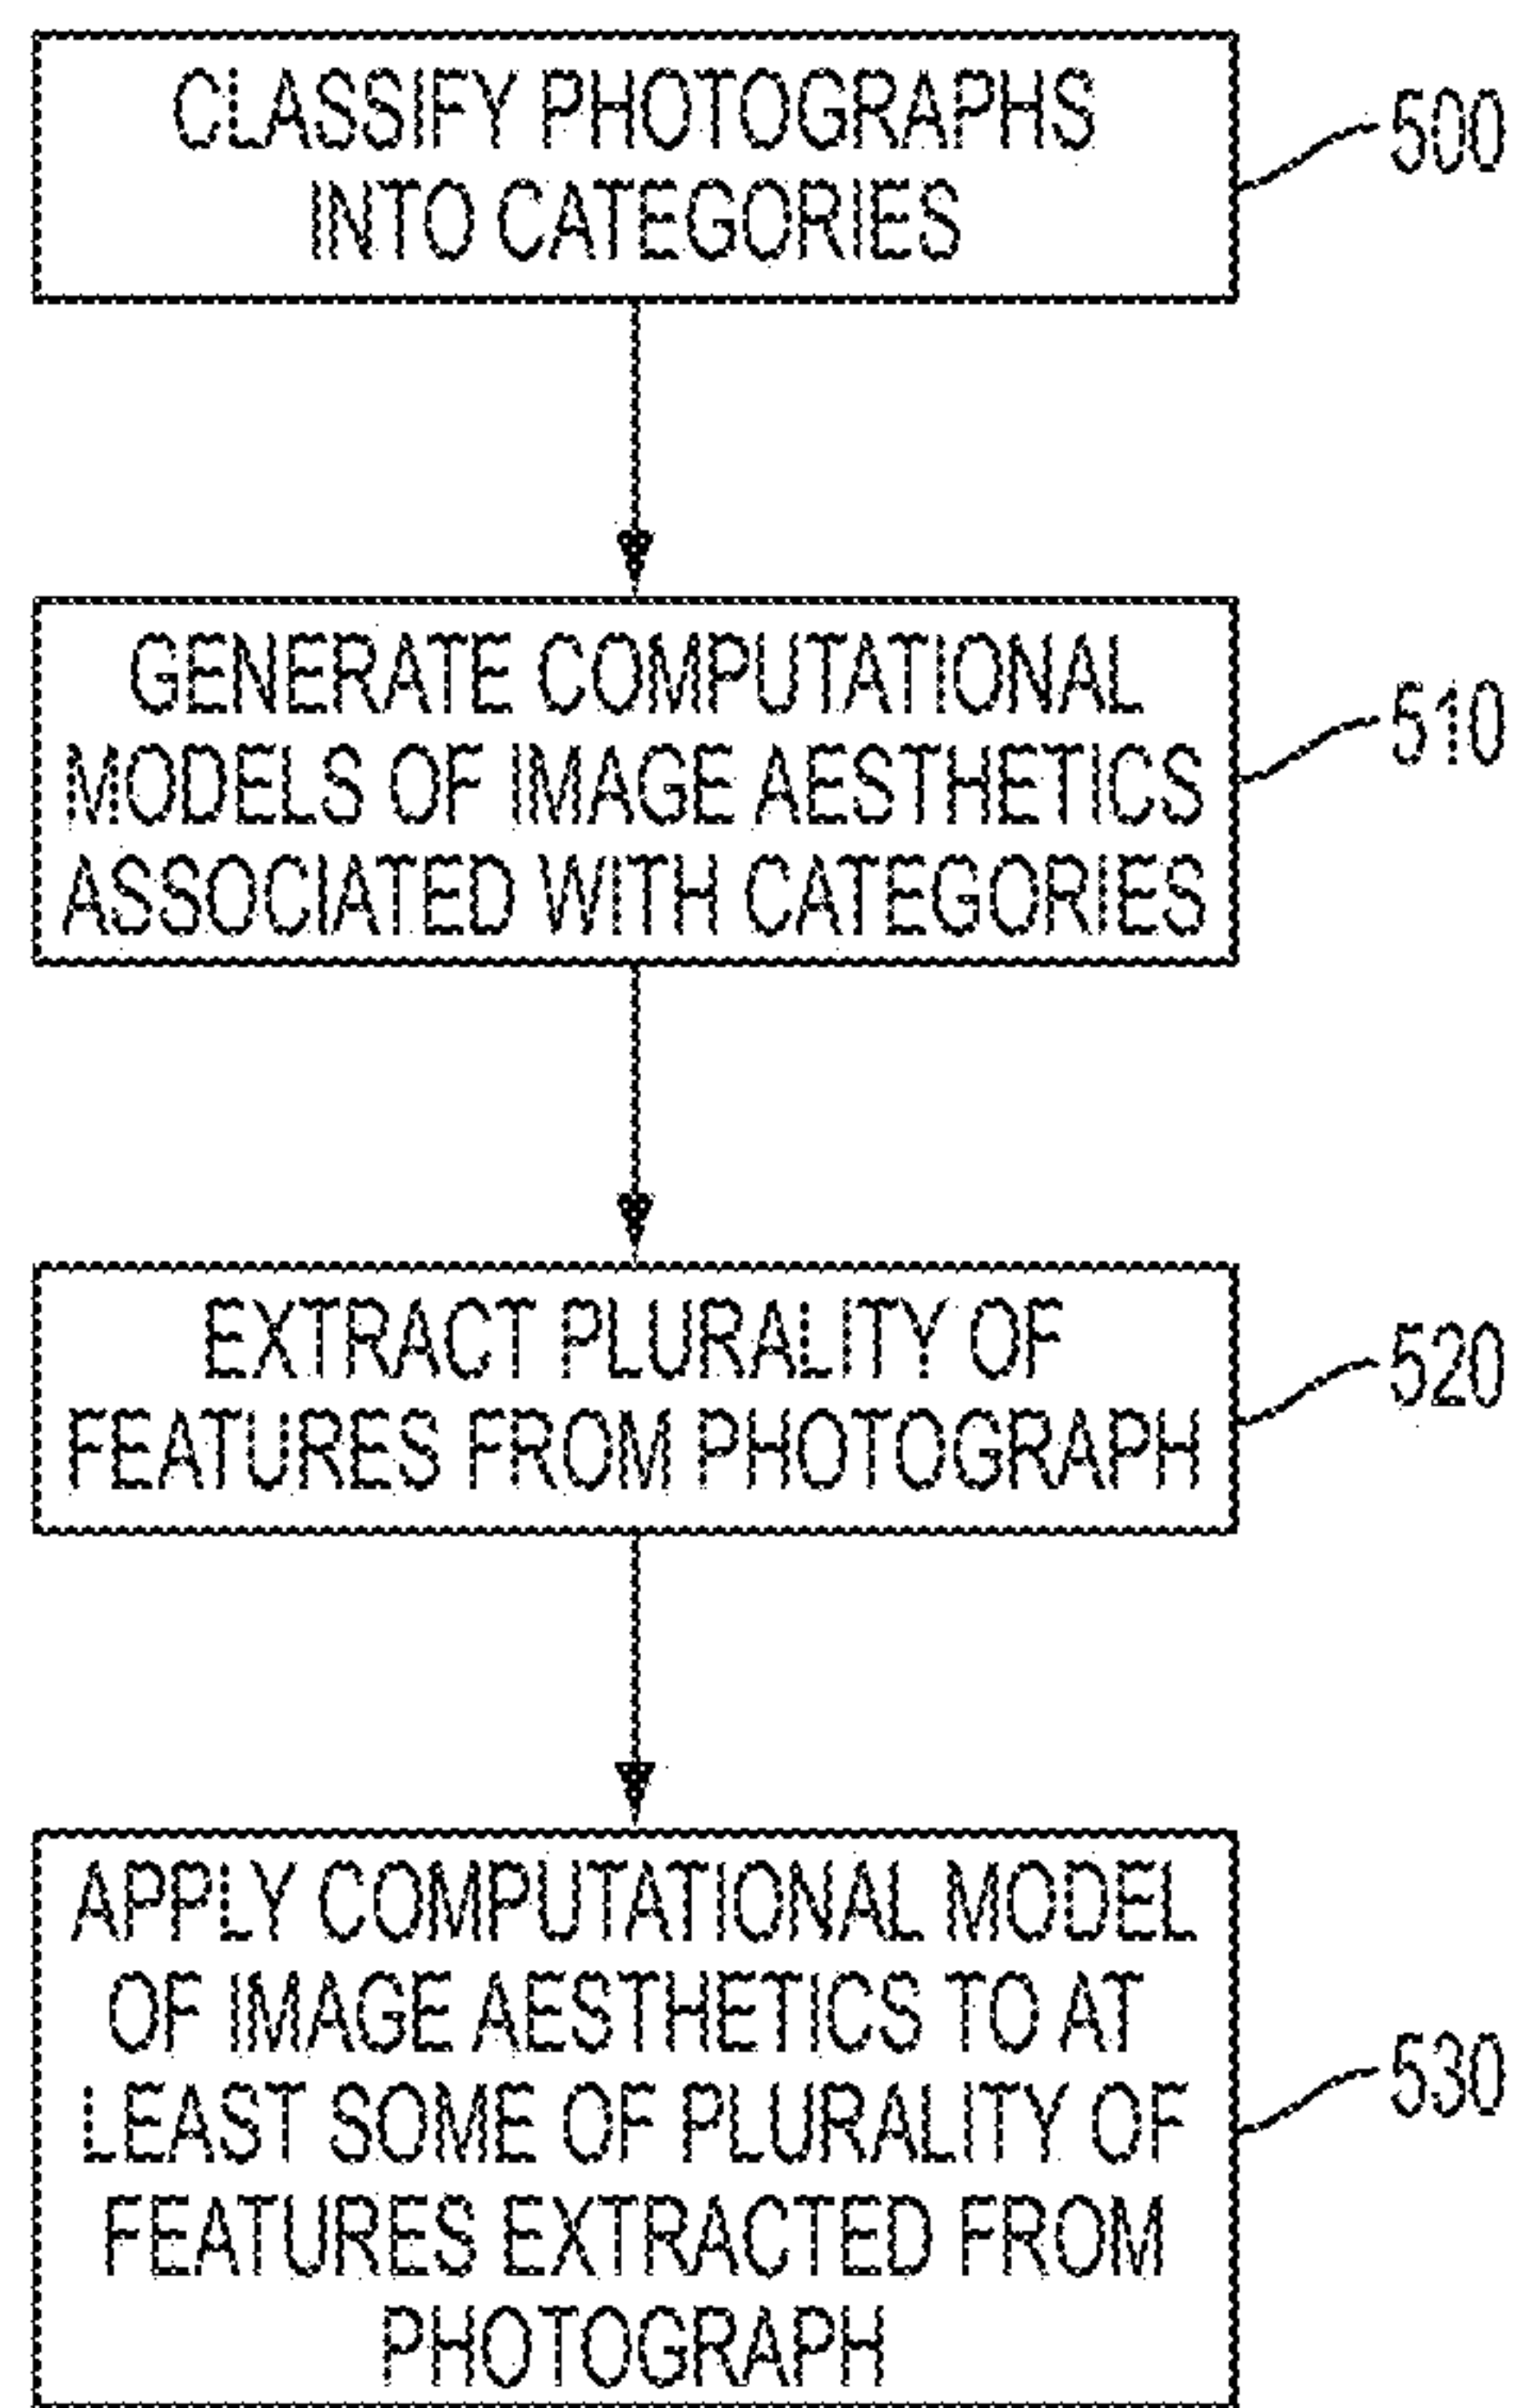 CLASSIFY PHOTOGRAPHS
INTO CATEGORIES
500
GENERATE COMPUTATIONAL
MODELS OF IMAGE AESTHETICS
ASSOCIATED WITH CATEGORIES
510
EXTRACT PLURALITY OF
FEATURES FROM PHOTOGRAPH
520
APPLY COMPUTATIONAL MODEL
OF IMAGE AESTHETICS TO AT
LEAST SOME OF PLURALITY OF
FEATURES EXTRACTED FROM
PHOTOGRAPH
530